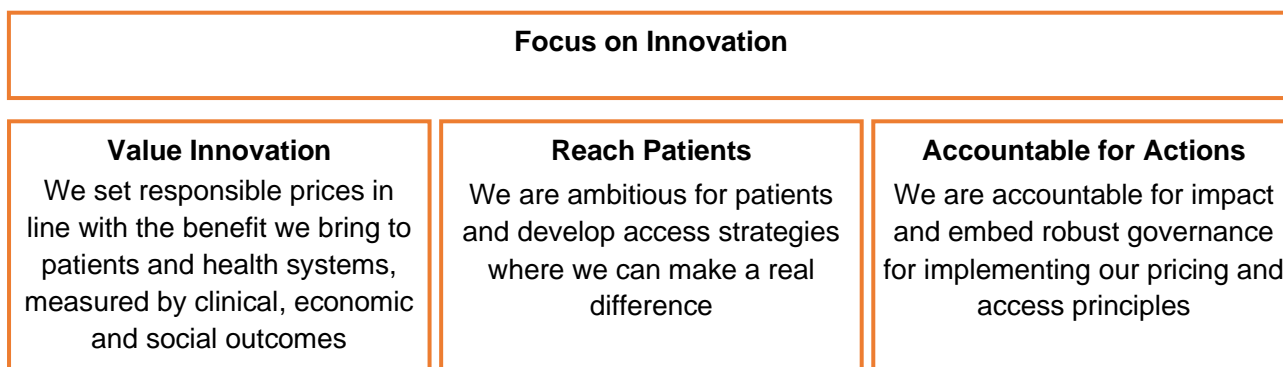 Focus on Innovation
Value Innovation
We set responsible prices in
line with the benefit we bring to
patients and health systems,
measured by clinical, economic
and social outcomes
Reach Patients
We are ambitious for patients
and develop access strategies
where we can make a real
difference
Accountable for Actions
We are accountable for impact
and embed robust governance
for implementing our pricing and
access principles